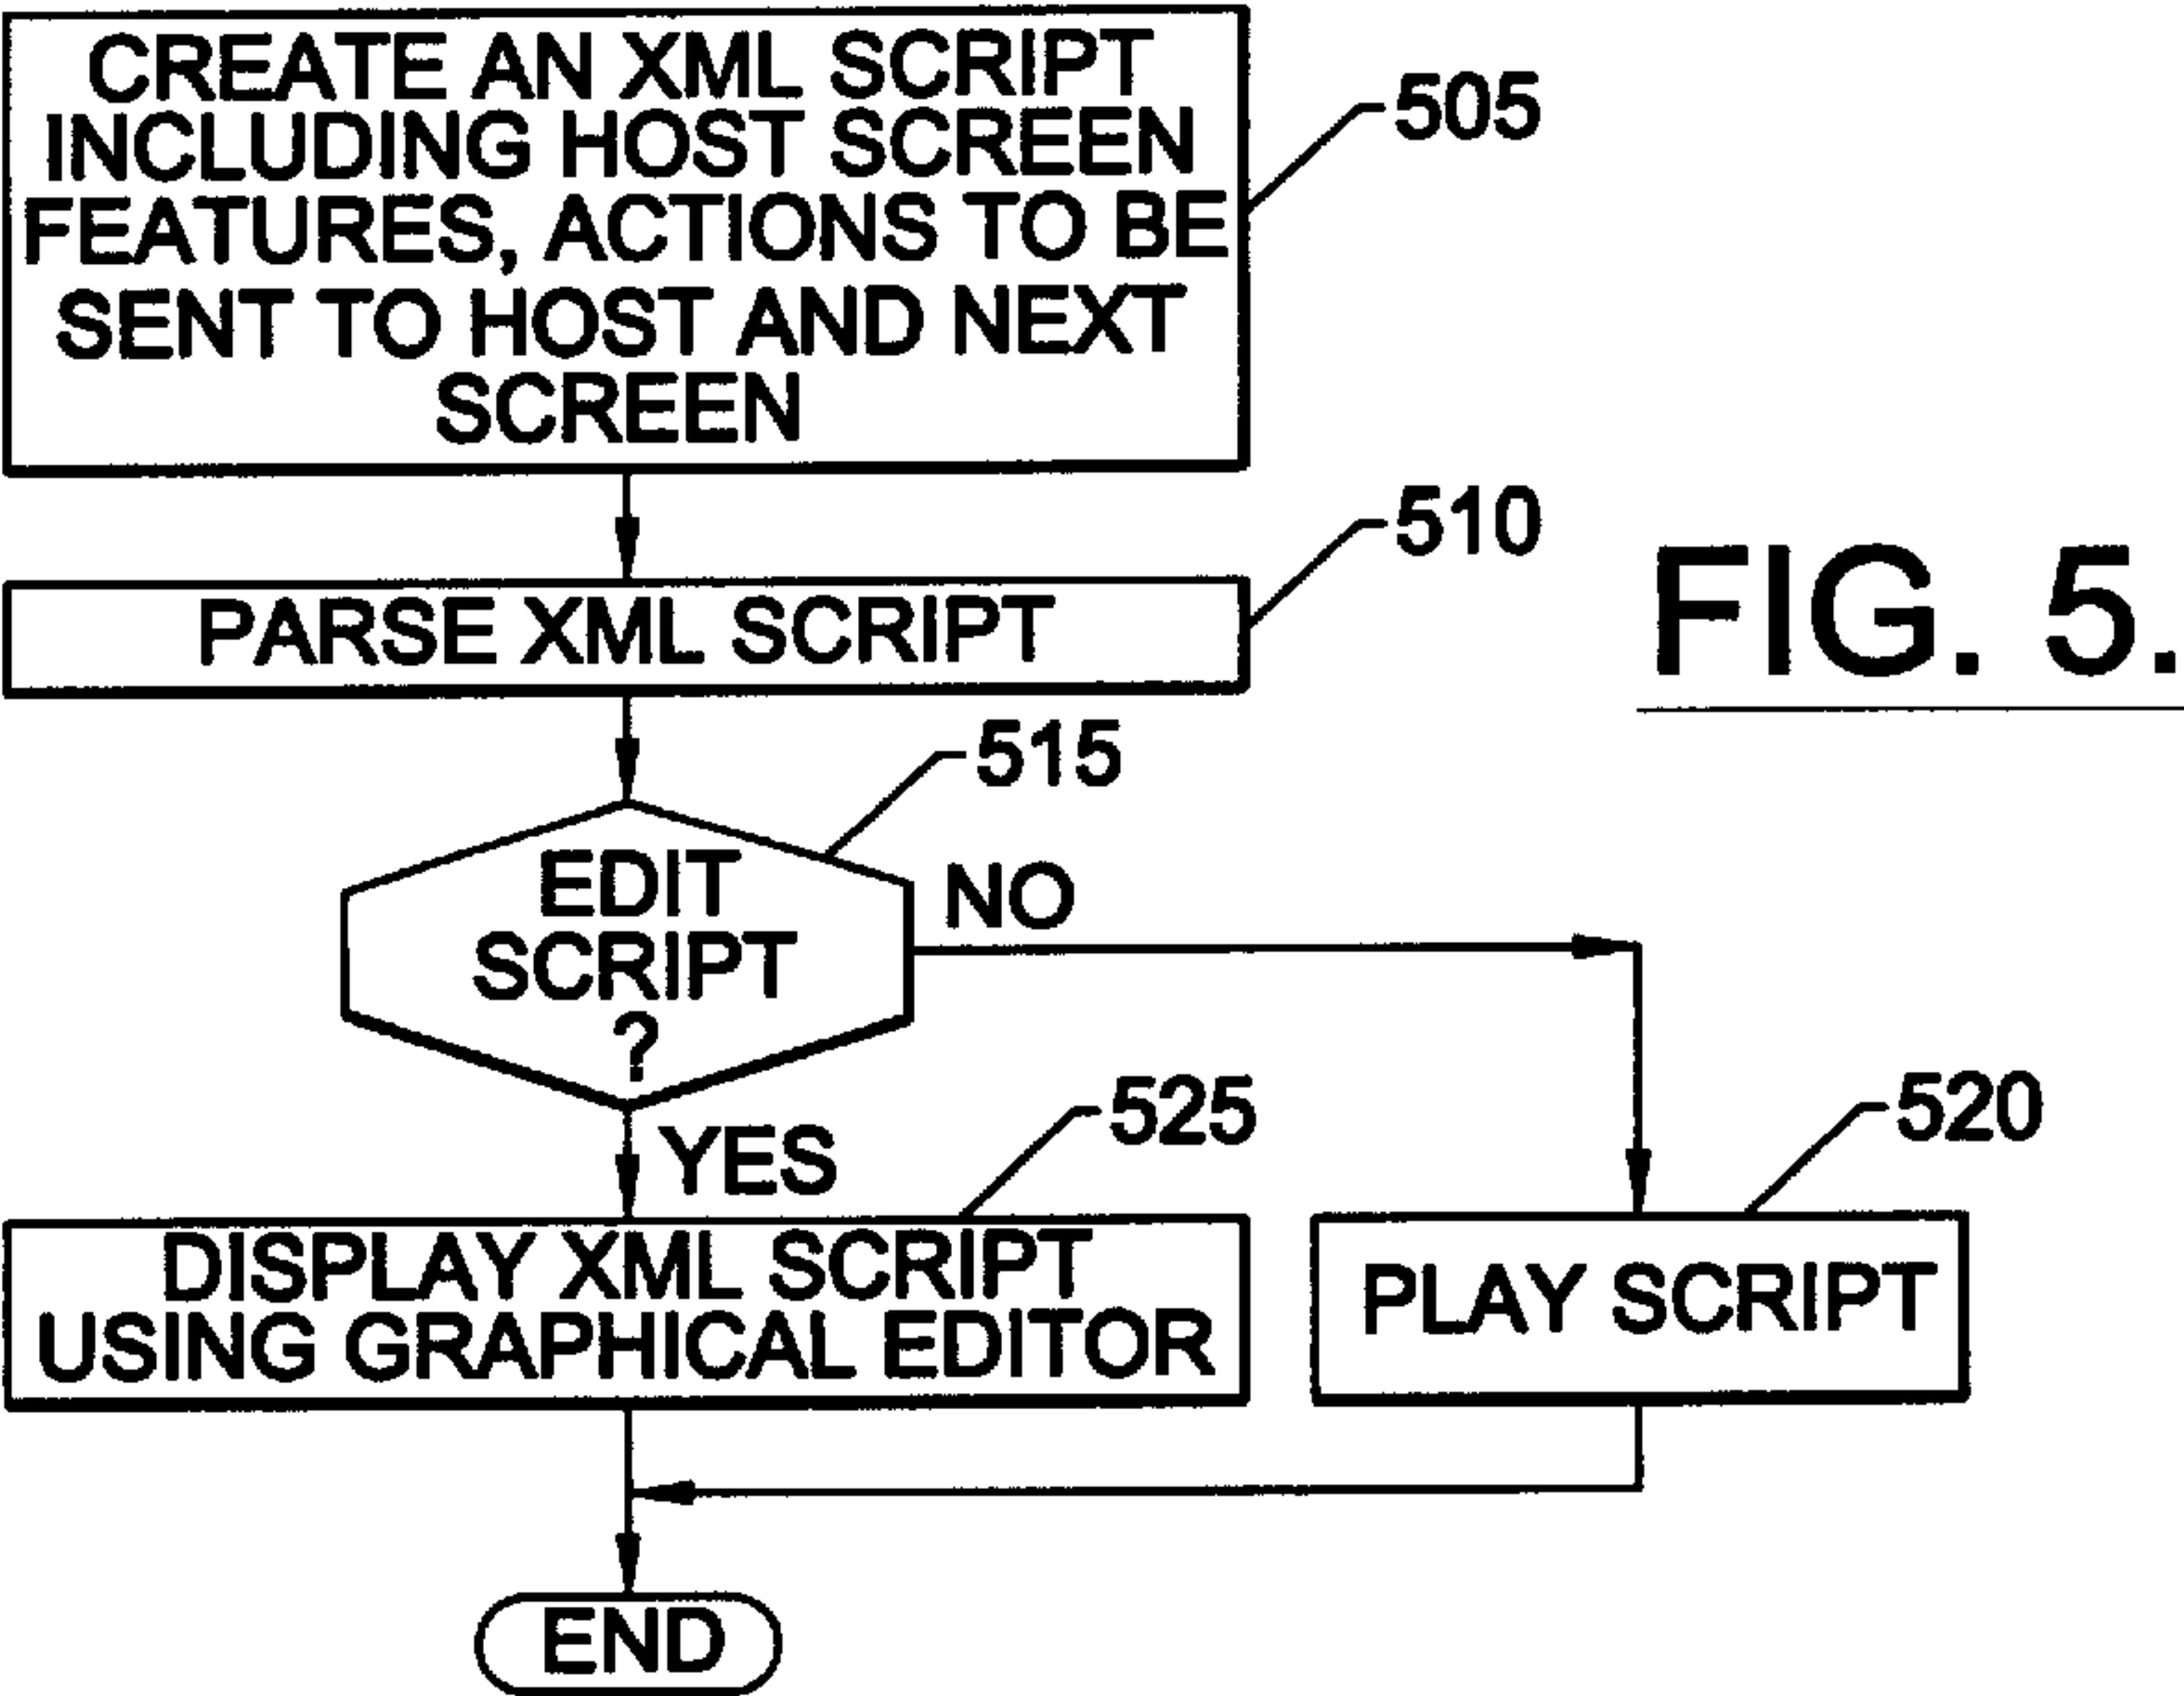 CREATE AN XML SCRIPT
INCLUDING HOST SCREEN
FEATURES, ACTIONS TO BE
SENT TO HOST AND NEXT
SCREEN
505
PARSE XML SCRIPT
510
FIG. 5.
EDIT
SCRIPT
?
515
NO
YES
525
520
DISPLAY XML SCRIPT
USING GRAPHICAL EDITOR
PLAY SCRIPT
END